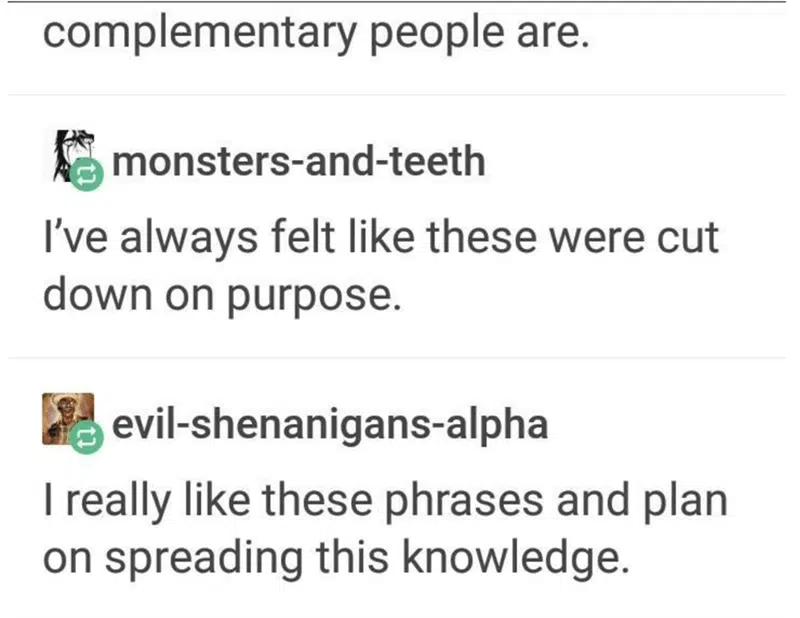 complementary people are.
monsters-and-teeth
I've always felt like these were cut
down on purpose.
evil-shenanigans-alpha
I really like these phrases and plan
on spreading this knowledge.